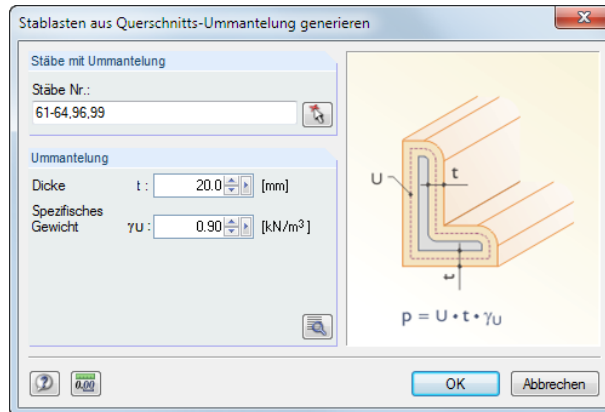 Stablasten aus Querschnitts-Ummantelung generieren
Stäbe mit Ummantelung
Stäbe Nr.:
61-64,96,99
Ummantelung
Dicke t : 20.0 [mm]
Spezifisches
Gewicht γU : 0.90 [kN/m³]
U
t
t
p = U • t • γU
0.00
OK
Abbrechen